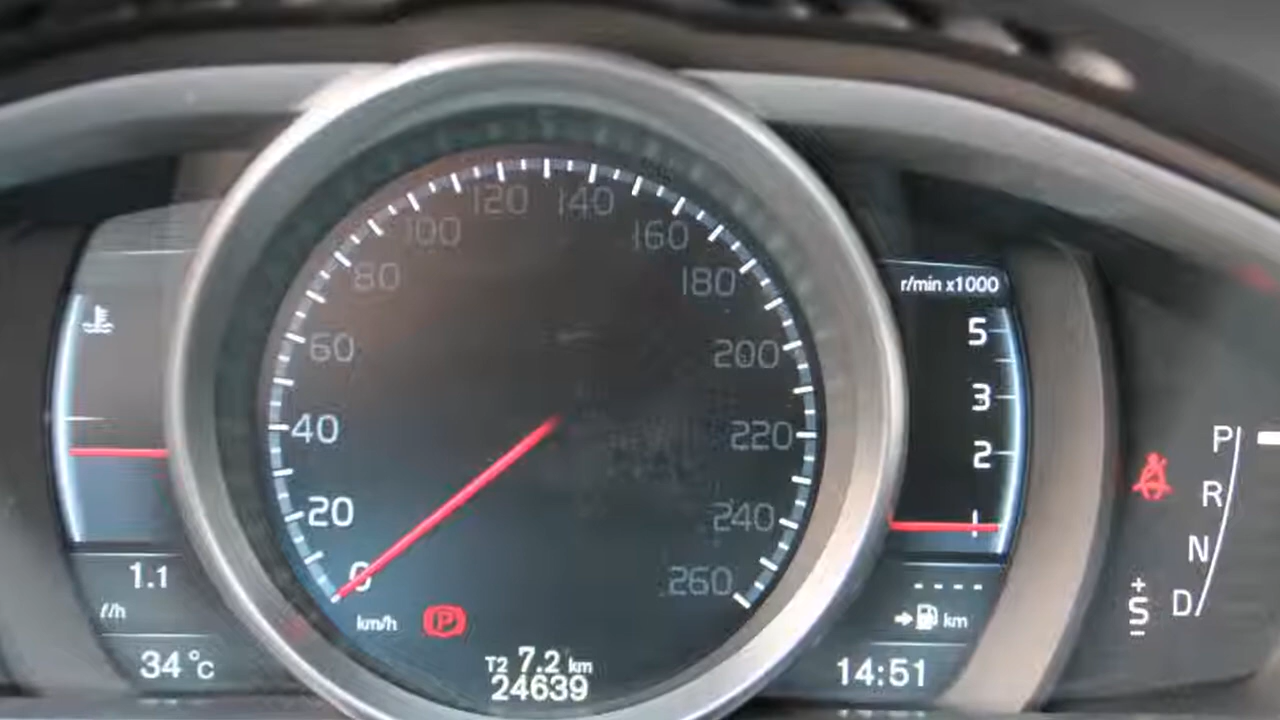 120 140
100 160
80 180
60 200
40 220
20 240
0 260
km/h
P
T2 7.2 km
24639
1.1
l/h
34 °C
r/min x1000
5
3
2
1
----
km
14:51
P
R
N
D
+
S
-